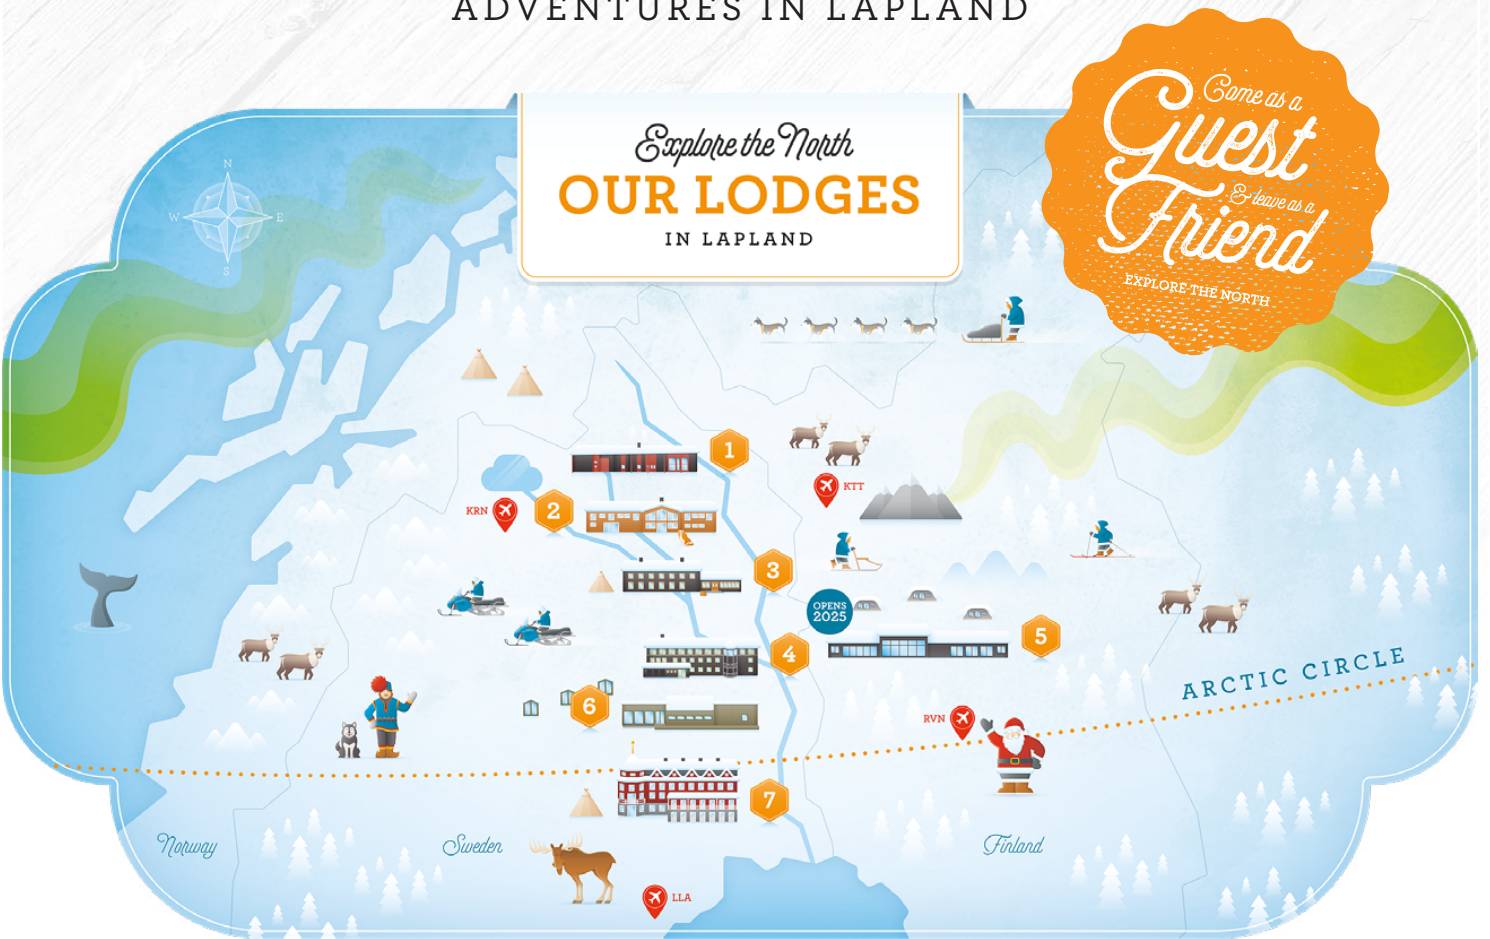 ADVENTURES IN LAPLAND
Come as a
Guest
& leave as a
Friend
EXPLORE THE NORTH
Explore the North
OUR LODGES
IN LAPLAND
N
W
E
S
1
KTT
KRN
2
3
OPENS
2025
5
4
6
ARCTIC CIRCLE
RVN
7
Norway
Sweden
Finland
LLA